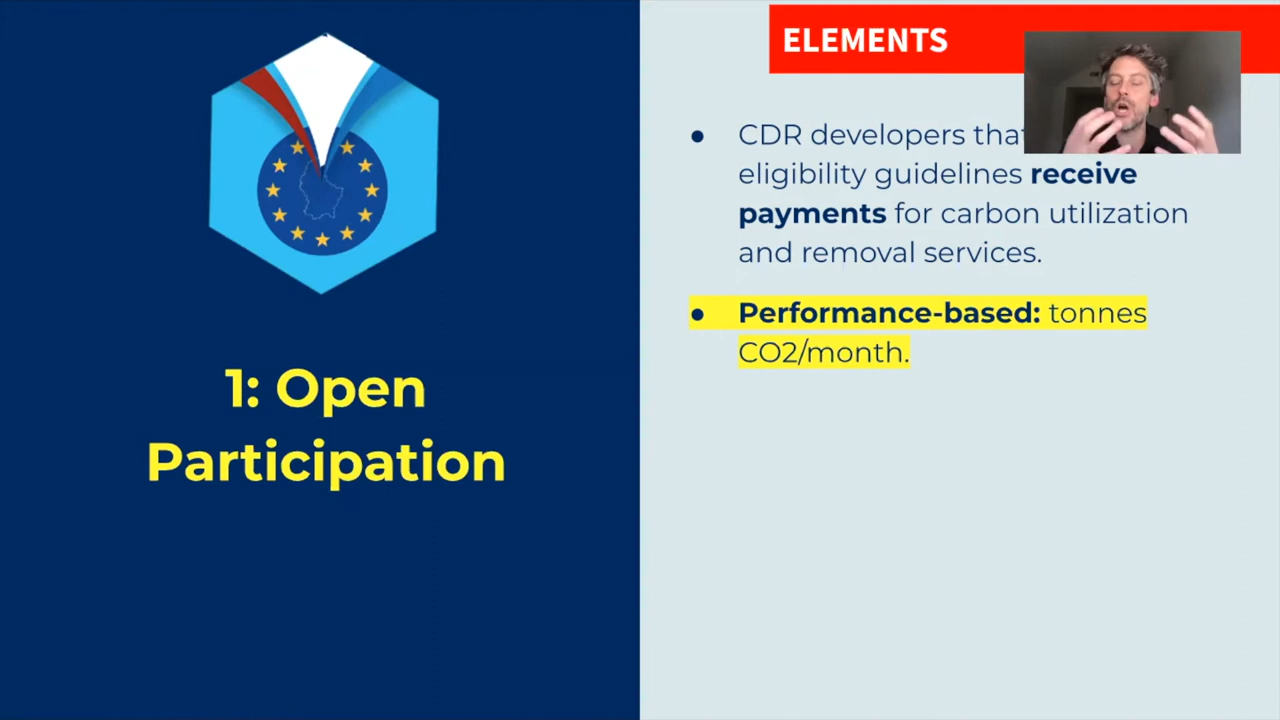 ELEMENTS
1: Open
Participation
● CDR developers that
eligibility guidelines receive
payments for carbon utilization
and removal services.
● Performance-based: tonnes
CO2/month.